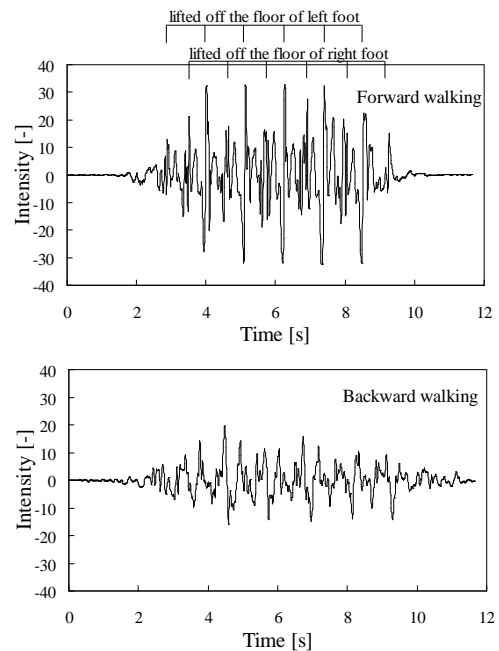 lifted off the floor of left foot
lifted off the floor of right foot
40
30
20
10
0
-10
-20
-30
-40
Intensity [-]
Forward walking
0 2 4 6 8 10 12
Time [s]
40
30
20
10
0
-10
-20
-30
-40
Intensity [-]
Backward walking
0 2 4 6 8 10 12
Time [s]